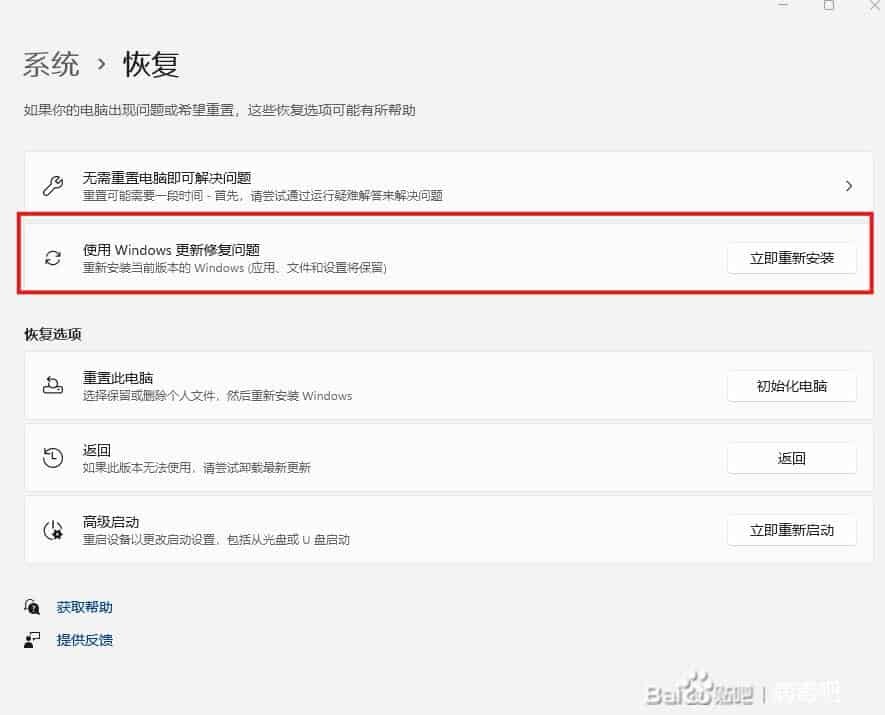 系统 › 恢复
如果你的电脑出现问题或希望重置，这些恢复选项可能有所帮助
无需重置电脑即可解决问题
重置可能需要一段时间 - 首先，请尝试通过运行疑难解答来解决问题
使用 Windows 更新修复问题
重新安装当前版本的 Windows (应用、文件和设置将保留)
立即重新安装
恢复选项
重置此电脑
选择保留或删除个人文件，然后重新安装 Windows
初始化电脑
返回
如果此版本无法使用，请尝试卸载最新更新
返回
高级启动
重启设备以更改启动设置，包括从光盘或 U 盘启动
立即重新启动
获取帮助
提供反馈
Bai贴吧 | 病毒吧